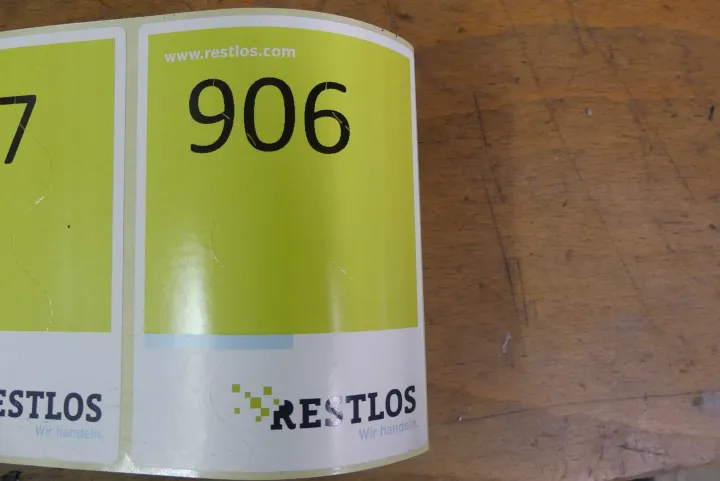 7
ESTLOS
Wir handeln.
www.restlos.com
906
RESTLOS
Wir handeln.